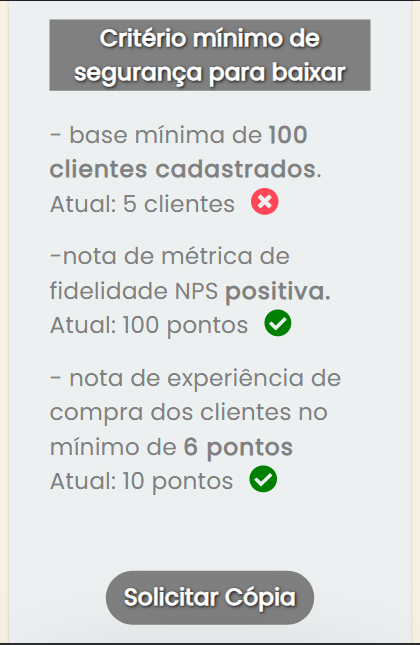 Critério mínimo de
segurança para baixar
- base mínima de 100
clientes cadastrados.
Atual: 5 clientes
-nota de métrica de
fidelidade NPS positiva.
Atual: 100 pontos
- nota de experiência de
compra dos clientes no
mínimo de 6 pontos
Atual: 10 pontos
Solicitar Cópia